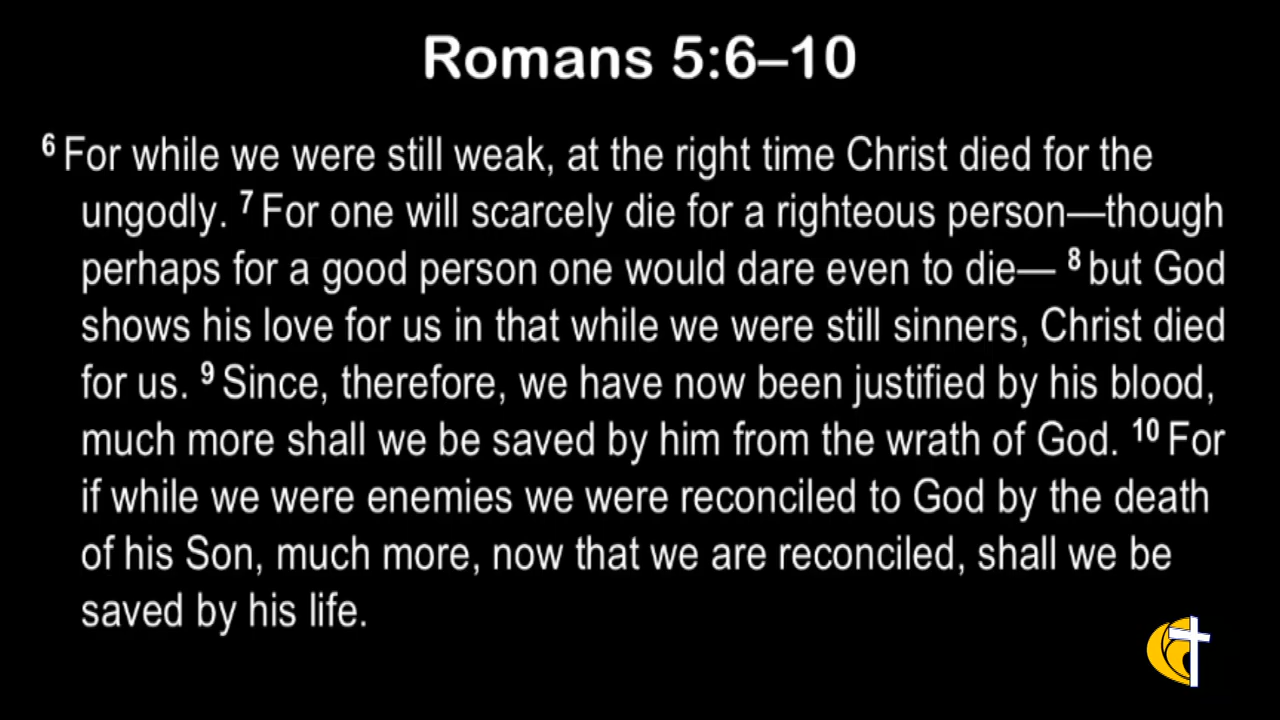 Romans 5:6–10
6 For while we were still weak, at the right time Christ died for the
ungodly. 7 For one will scarcely die for a righteous person—though
perhaps for a good person one would dare even to die— 8 but God
shows his love for us in that while we were still sinners, Christ died
for us. 9 Since, therefore, we have now been justified by his blood,
much more shall we be saved by him from the wrath of God. 10 For
if while we were enemies we were reconciled to God by the death
of his Son, much more, now that we are reconciled, shall we be
saved by his life.